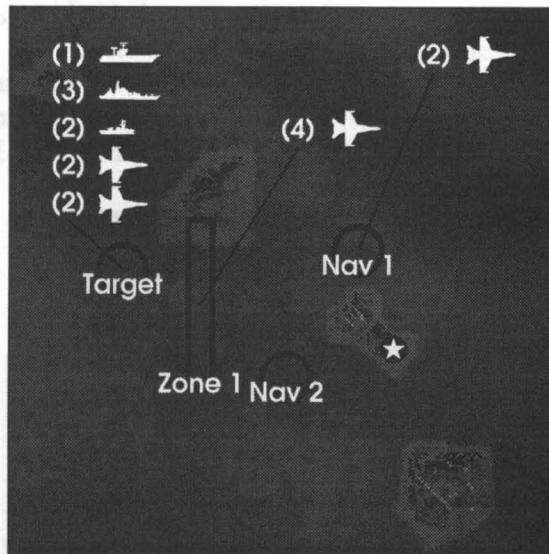 (1)
(2)
(3)
(2)
(4)
(2)
(2)
Target
Nav 1
Zone 1
Nav 2